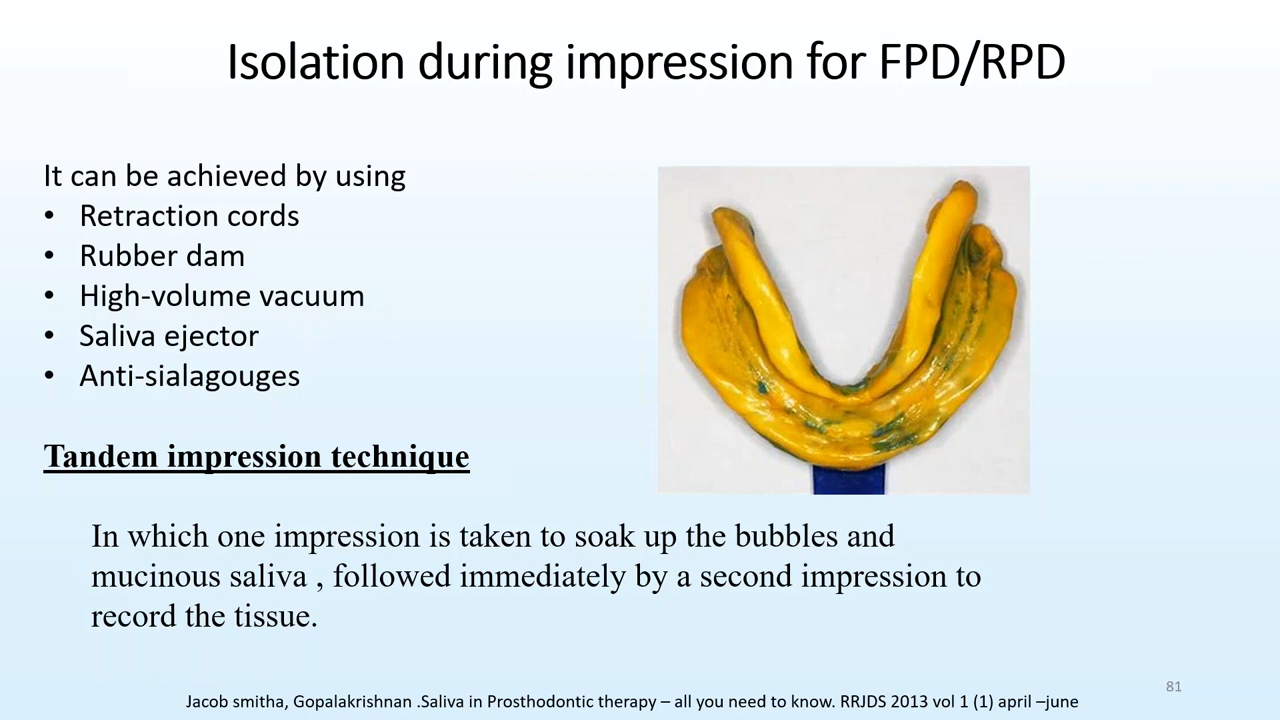 Isolation during impression for FPD/RPD
It can be achieved by using
• Retraction cords
• Rubber dam
• High-volume vacuum
• Saliva ejector
• Anti-sialagouges
Tandem impression technique
In which one impression is taken to soak up the bubbles and
mucinous saliva , followed immediately by a second impression to
record the tissue.
81
Jacob smitha, Gopalakrishnan .Saliva in Prosthodontic therapy – all you need to know. RRJDS 2013 vol 1 (1) april –june